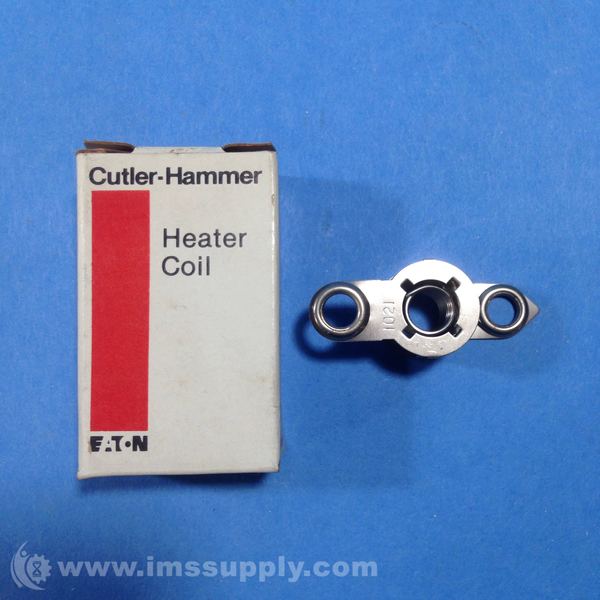 Cutler-Hammer
Heater
Coil
EATON
1021
www.imssupply.com